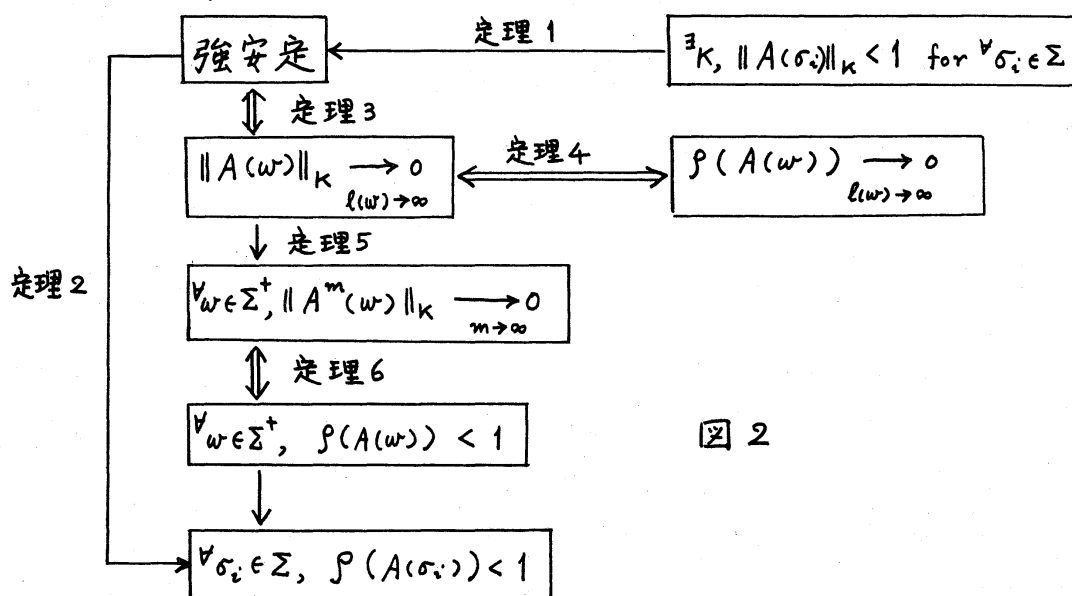 定理1
強安定
∃K, ‖A(σi)‖K < 1 for ∀σi ∈ Σ
定理3
‖A(w)‖K → 0
l(w)→∞
定理4
ρ(A(w)) → 0
l(w)→∞
定理5
定理2
∀w ∈ Σ⁺, ‖Aᵐ(w)‖K → 0
m→∞
定理6
∀w ∈ Σ⁺, ρ(A(w)) < 1
図2
∀σi ∈ Σ, ρ(A(σi)) < 1